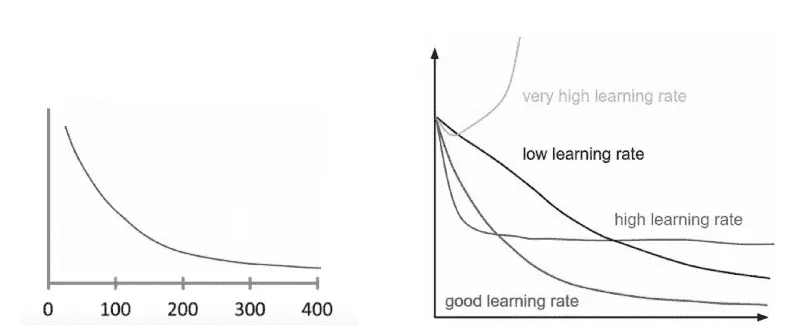 0 100 200 300 400
very high learning rate
low learning rate
high learning rate
good learning rate